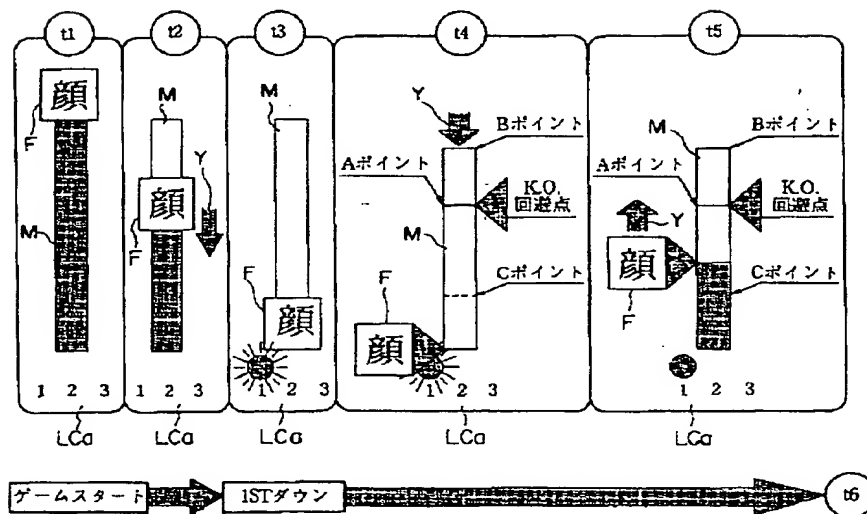 t1
t2
t3
t4
t5
顔
F
M
1 2 3
LCa
M
顔
F
Y
1 2 3
LCa
M
F
顔
1 2 3
LCa
Y
Bポイント
Aポイント
K.O.
回避点
M
Cポイント
F
顔
1 2 3
LCa
M
Bポイント
Aポイント
K.O.
回避点
Y
顔
Cポイント
F
1 2 3
LCa
ゲームスタート
1STダウン
t6